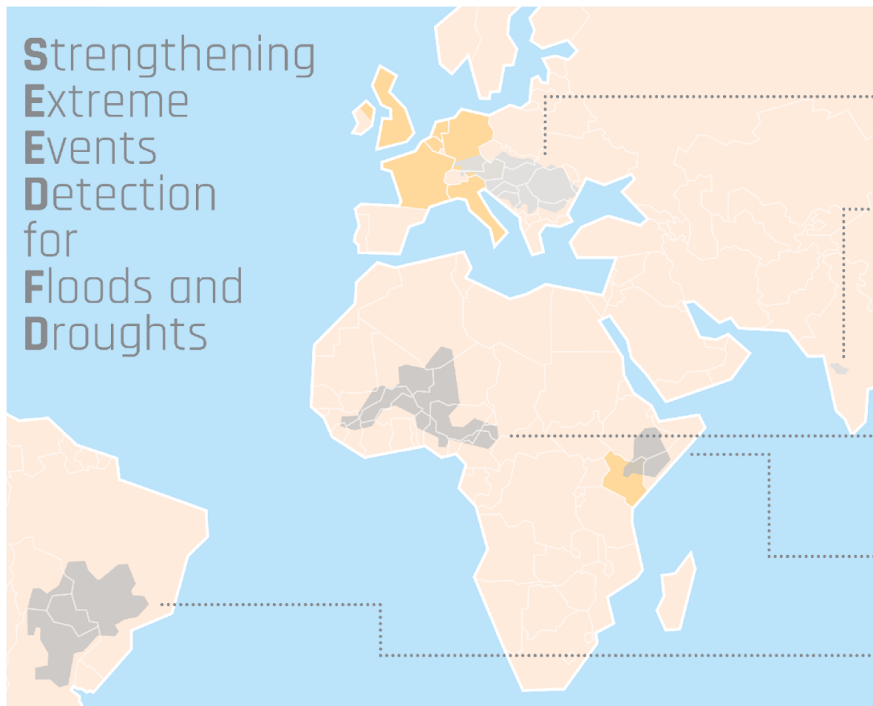 Strengthening
Extreme
Events
Detection
for
Floods and
Droughts